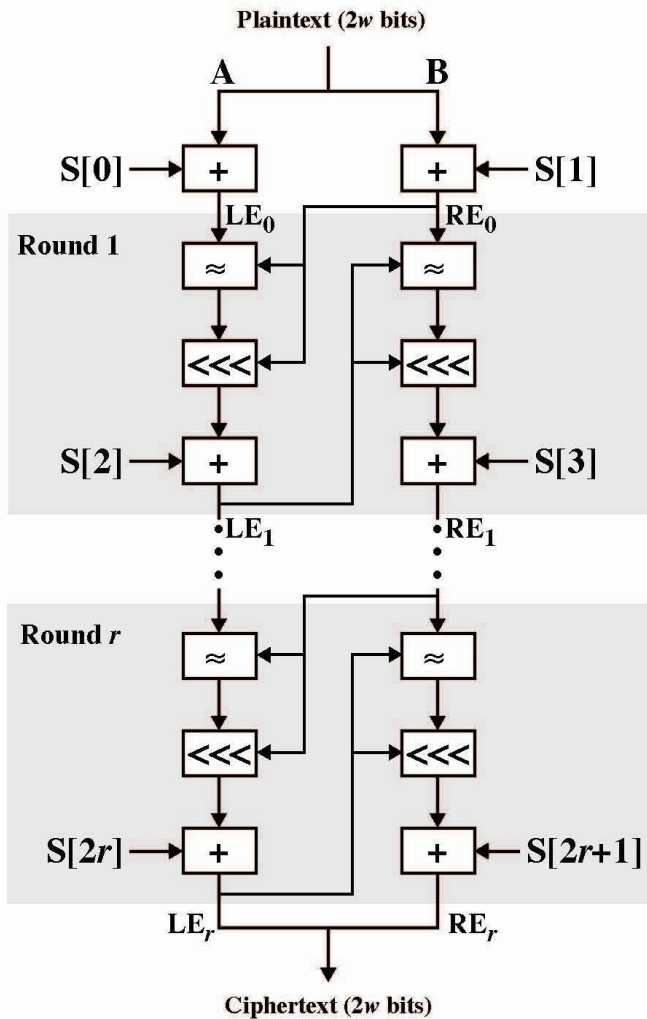 Plaintext (2w bits)
A B
S[0] + + S[1]
LE0 RE0
Round 1
≈ ≈
<<< <<<
S[2] + + S[3]
LE1 RE1
Round r
≈ ≈
<<< <<<
S[2r] + + S[2r+1]
LEr REr
Ciphertext (2w bits)